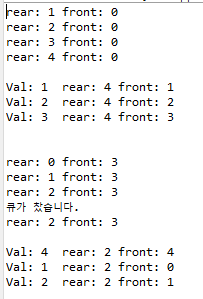 rear: 1 front: 0
rear: 2 front: 0
rear: 3 front: 0
rear: 4 front: 0
Val: 1 rear: 4 front: 1
Val: 2 rear: 4 front: 2
Val: 3 rear: 4 front: 3
rear: 0 front: 3
rear: 1 front: 3
rear: 2 front: 3
큐가 찼습니다.
rear: 2 front: 3
Val: 4 rear: 2 front: 4
Val: 1 rear: 2 front: 0
Val: 2 rear: 2 front: 1